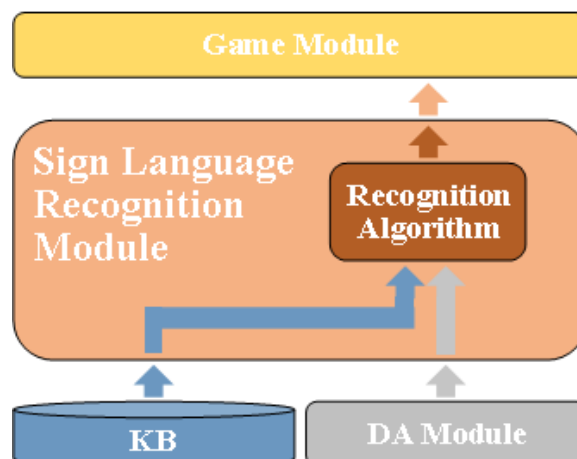 Game Module
Sign Language
Recognition
Module
Recognition
Algorithm
KB
DA Module